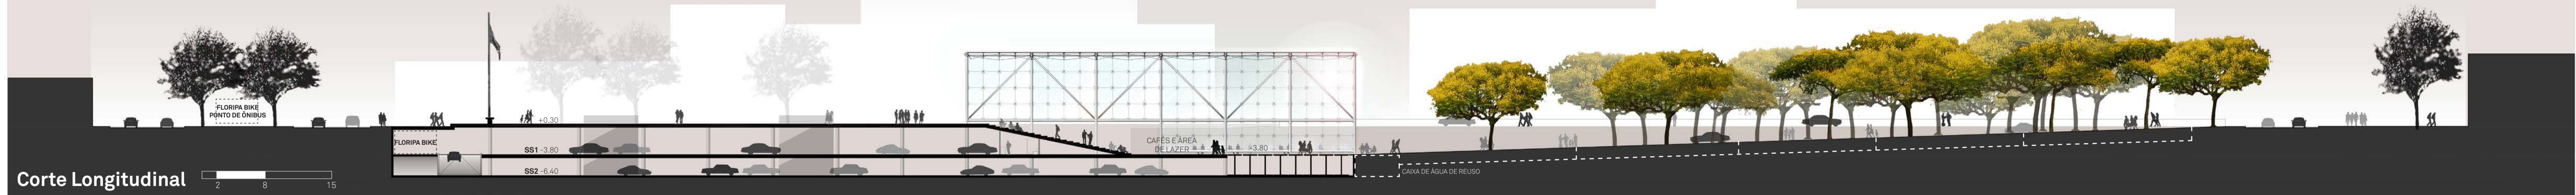 FLORIPA BIKE
PONTO DE ÔNIBUS
+0.30
FLORIPA BIKE
SS1 -3.80
CAFÉS E ÁREA
DE LAZER
-3.80
SS2 -6.40
CAIXA DE ÁGUA DE REUSO
Corte Longitudinal
2 8 15